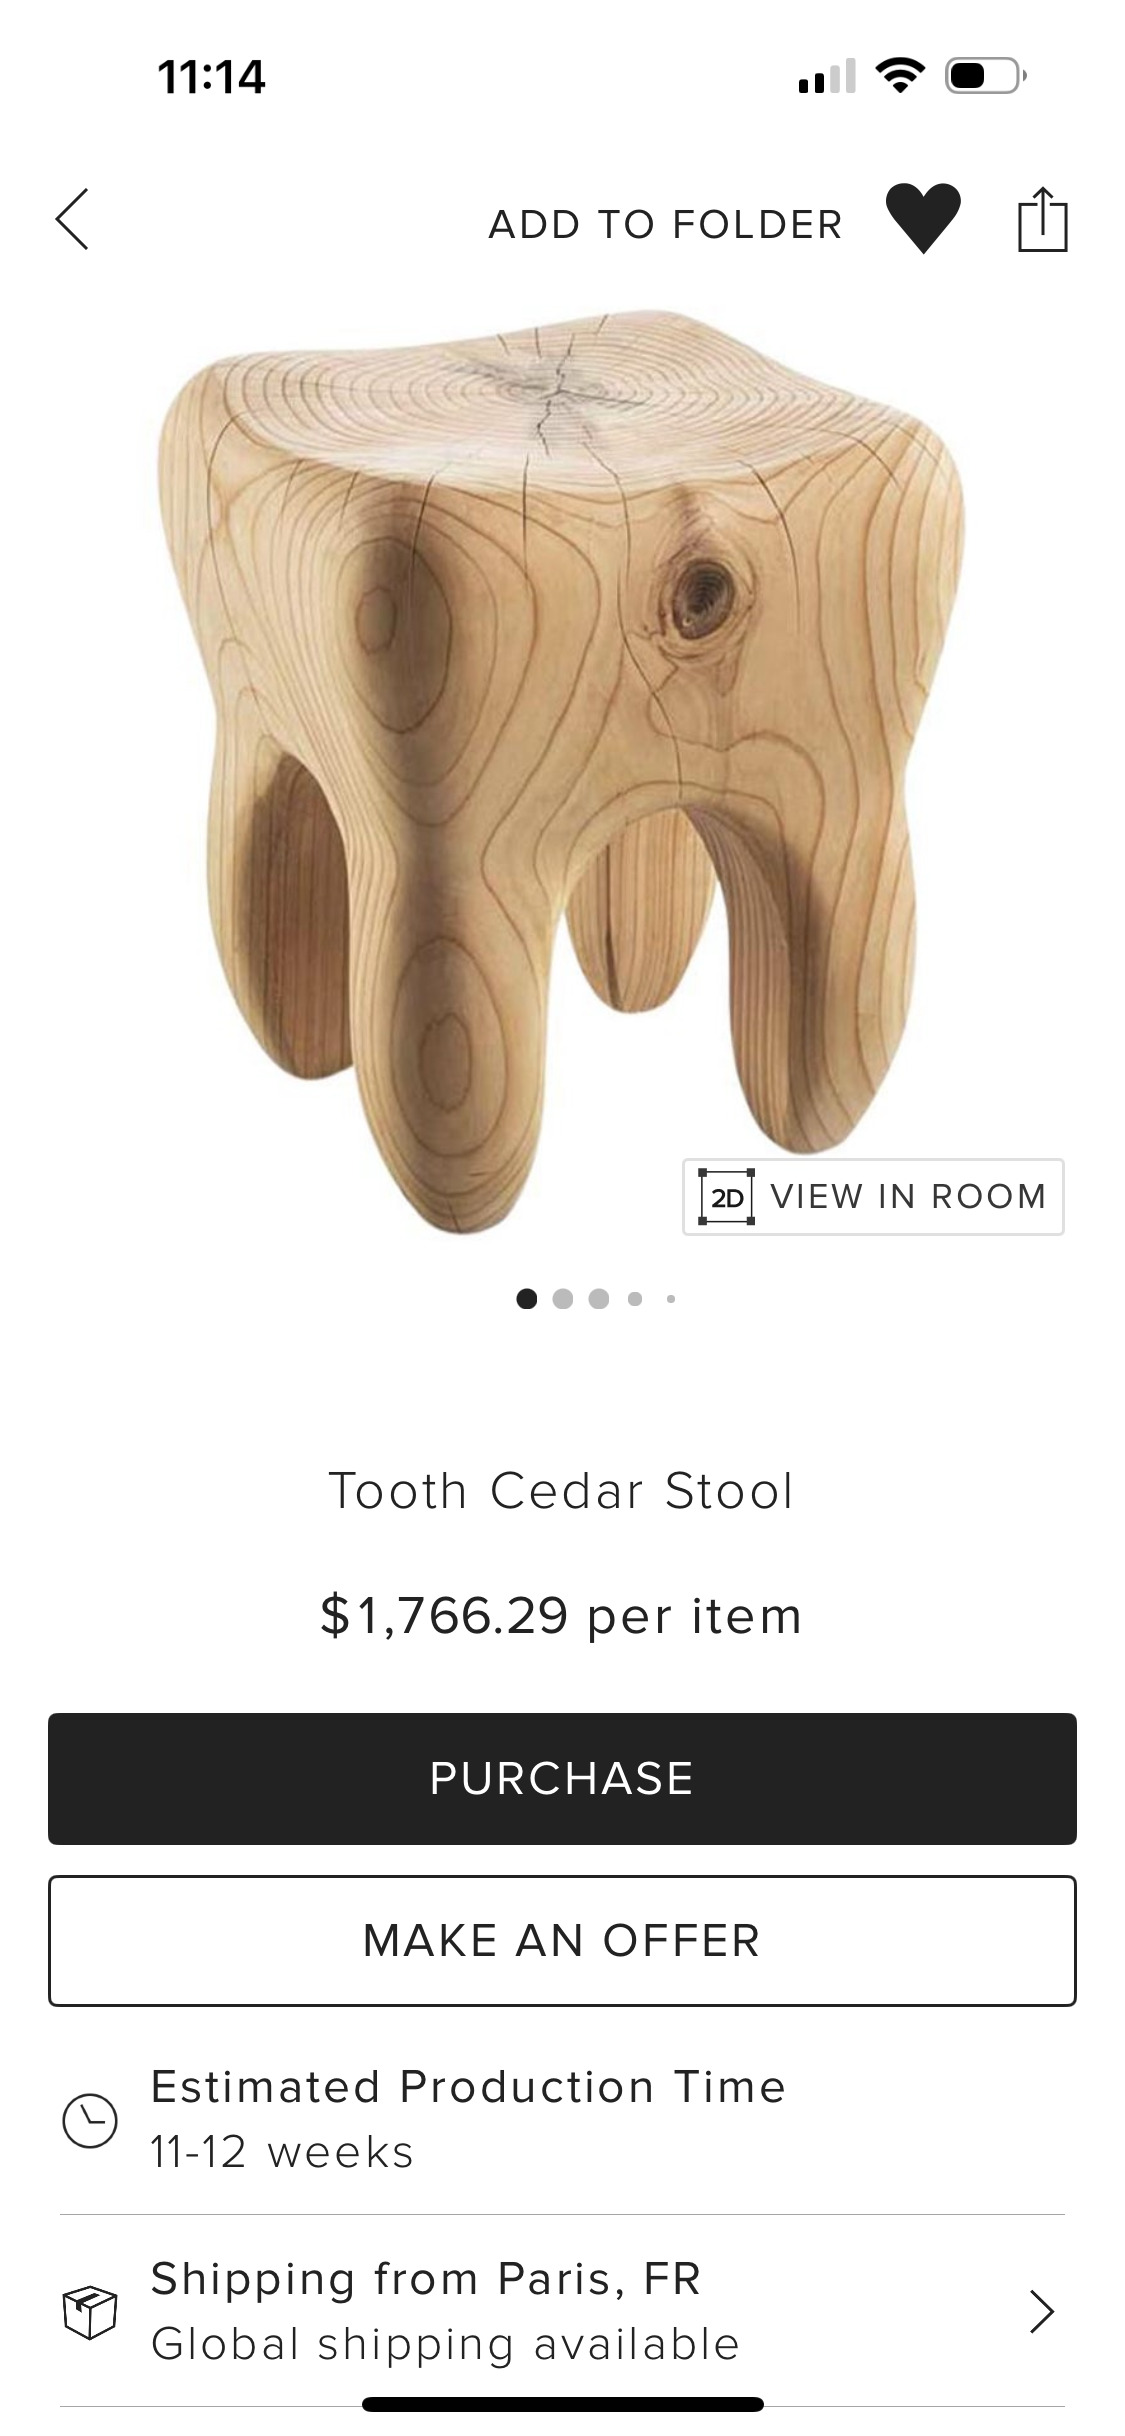 11:14
ADD TO FOLDER
2D VIEW IN ROOM
Tooth Cedar Stool
$1,766.29 per item
PURCHASE
MAKE AN OFFER
Estimated Production Time
11-12 weeks
Shipping from Paris, FR
Global shipping available